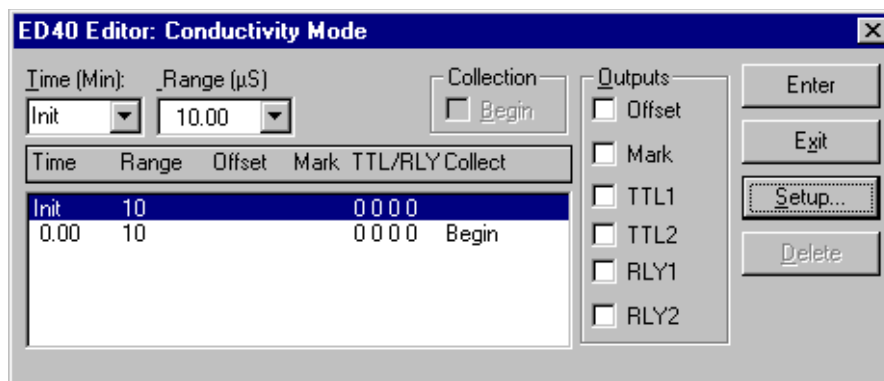 ED40 Editor: Conductivity Mode
Time (Min): Range (µS)
Init 10.00
Collection
Begin
Time Range Offset Mark TTL/RLY Collect
Init 10 0 0 0 0
0.00 10 0 0 0 0 Begin
Outputs
Offset
Mark
TTL1
TTL2
RLY1
RLY2
Enter
Exit
Setup...
Delete